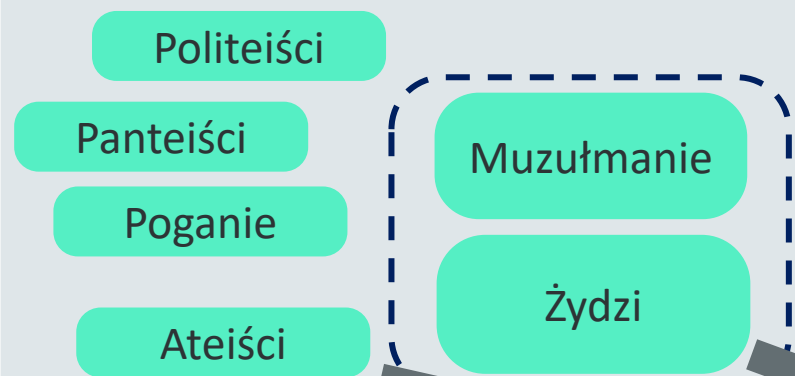 Politeiści
Panteiści
Poganie
Ateiści
Muzułmanie
Żydzi